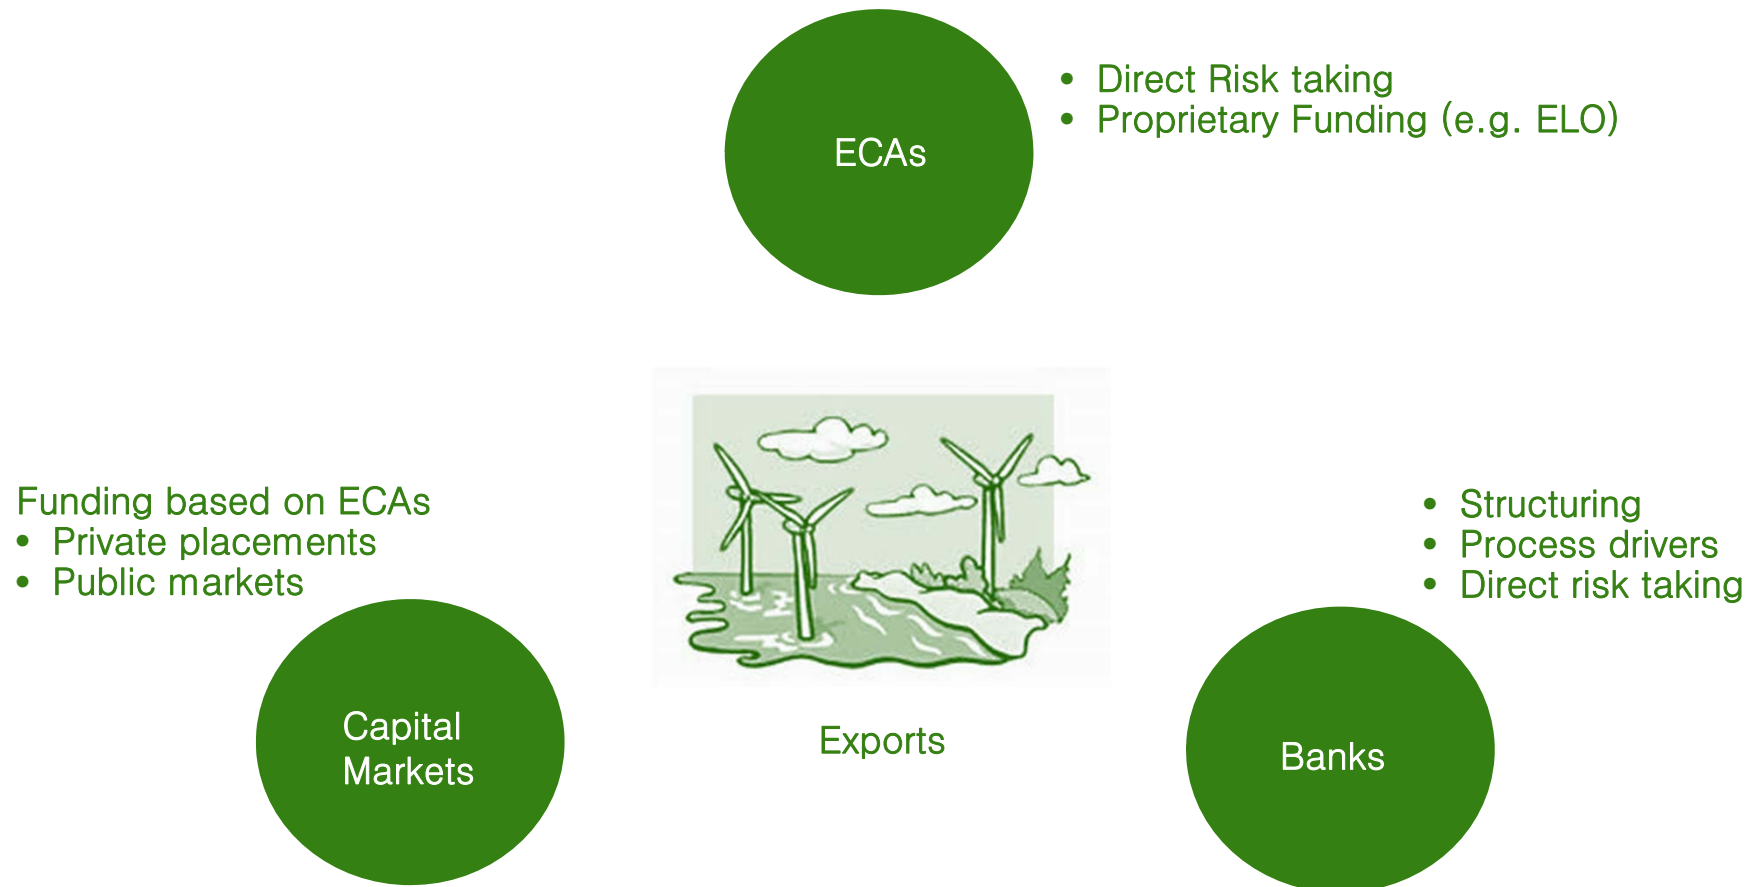 • Direct Risk taking
• Proprietary Funding (e.g. ELO)
ECAs
Funding based on ECAs
• Private placements
• Public markets
• Structuring
• Process drivers
• Direct risk taking
Capital
Markets
Exports
Banks